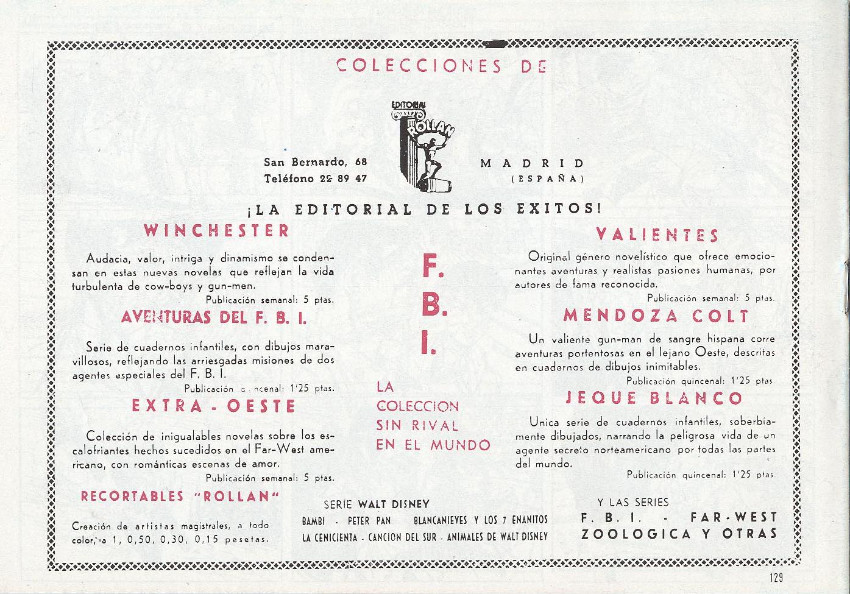 COLECCIONES DE
EDITORIAL
ROLLAN
San Bernardo, 68
Teléfono 22 89 47
MADRID
(ESPAÑA)
¡LA EDITORIAL DE LOS EXITOS!
WINCHESTER
Audacia, valor, intriga y dinamismo se conden-
san en estas nuevas novelas que reflejan la vida
turbulenta de cow-boys y gun-men.
Publicación semanal: 5 ptas.
AVENTURAS DEL F. B. I.
Serie de cuadernos infantiles, con dibujos mara-
villosos, reflejando las arriesgadas misiones de dos
agentes especiales del F. B. I.
Publicación quincenal: 1'25 ptas.
EXTRA - OESTE
Colección de inigualables novelas sobre los es-
calofriantes hechos sucedidos en el Far-West ame-
ricano, con románticas escenas de amor.
Publicación semanal: 5 ptas.
RECORTABLES "ROLLAN"
Creación de artistas magistrales, a todo
color, a 1, 0,50, 0,30, 0,15 pesetas.
F.
B.
I.
LA
COLECCION
SIN RIVAL
EN EL MUNDO
SERIE WALT DISNEY
BAMBI - PETER PAN BLANCANIEVES Y LOS 7 ENANITOS
LA CENICIENTA - CANCION DEL SUR - ANIMALES DE WALT DISNEY
VALIENTES
Original género novelístico que ofrece emocio-
nantes aventuras y realistas pasiones humanas, por
autores de fama reconocida.
Publicación semanal: 5 ptas.
MENDOZA COLT
Un valiente gun-man de sangre hispana corre
aventuras portentosas en el lejano Oeste, descritas
en cuadernos de dibujos inimitables.
Publicación quincenal: 1'25 ptas
JEQUE BLANCO
Unica serie de cuadernos infantiles, soberbia-
mente dibujados, narrando la peligrosa vida de un
agente secreto norteamericano por todas las partes
del mundo.
Publicación quincenal: 1'25 ptas.
Y LAS SERIES
F. B. I. - FAR-WEST
ZOOLOGICA Y OTRAS
129